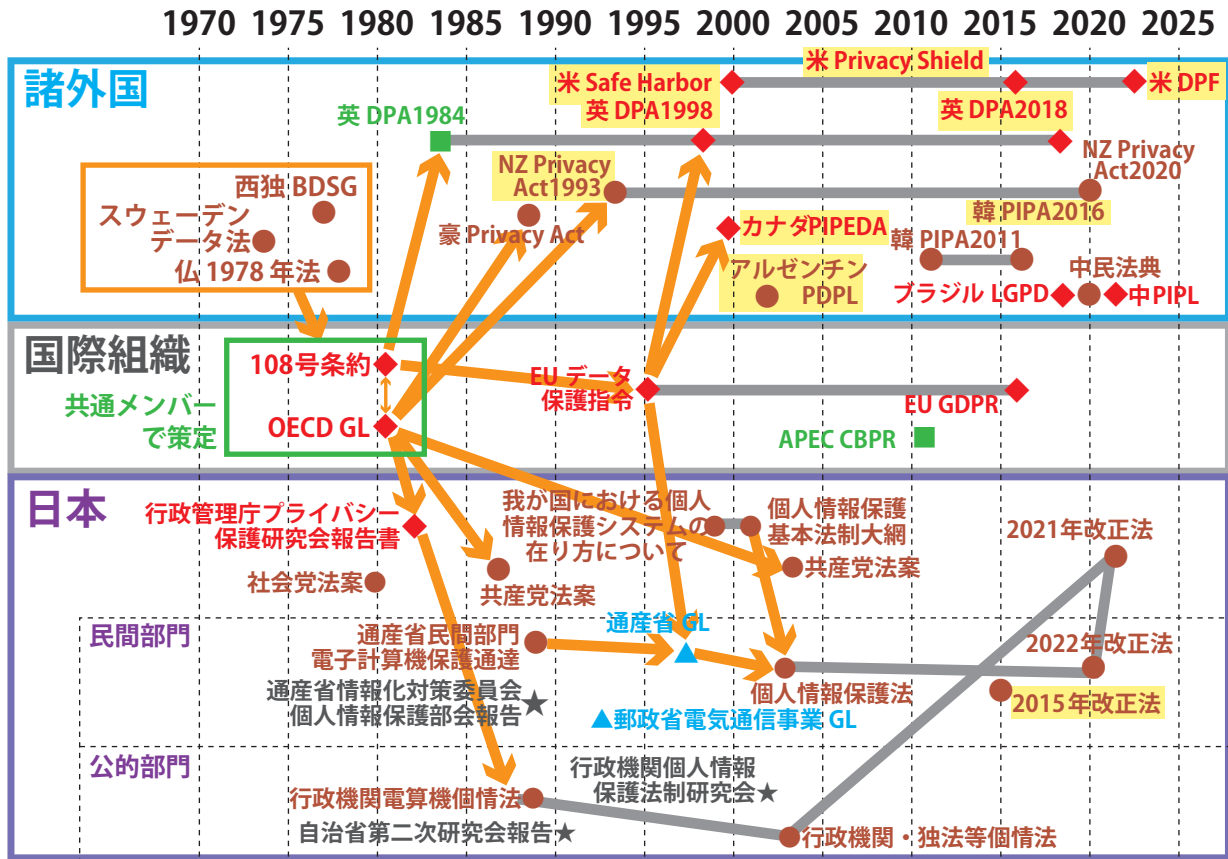 1970 1975 1980 1985 1990 1995 2000 2005 2010 2015 2020 2025
諸外国
米 Safe Harbor
米 Privacy Shield
米 DPF
英 DPA1984
英 DPA1998
英 DPA2018
西独 BDSG
スウェーデン
データ法
仏 1978 年法
NZ Privacy
Act1993
NZ Privacy
Act2020
豪 Privacy Act
カナダPIPEDA
韓 PIPA2016
韓 PIPA2011
アルゼンチン
PDPL
中民法典
ブラジル LGPD
中PIPL
国際組織
108号条約
共通メンバー
で策定
OECD GL
EU データ
保護指令
EU GDPR
APEC CBPR
日本
行政管理庁プライバシー
保護研究会報告書
我が国における個人
情報保護システムの
在り方について
個人情報保護
基本法制大綱
2021年改正法
社会党法案
共産党法案
共産党法案
民間部門
通産省民間部門
電子計算機保護通達
通産省 GL
2022年改正法
通産省情報化対策委員会
個人情報保護部会報告★
個人情報保護法
2015年改正法
▲郵政省電気通信事業 GL
公的部門
行政機関個人情報
保護法制研究会★
行政機関電算機個情法
自治省第二次研究会報告★
行政機関・独法等個情法